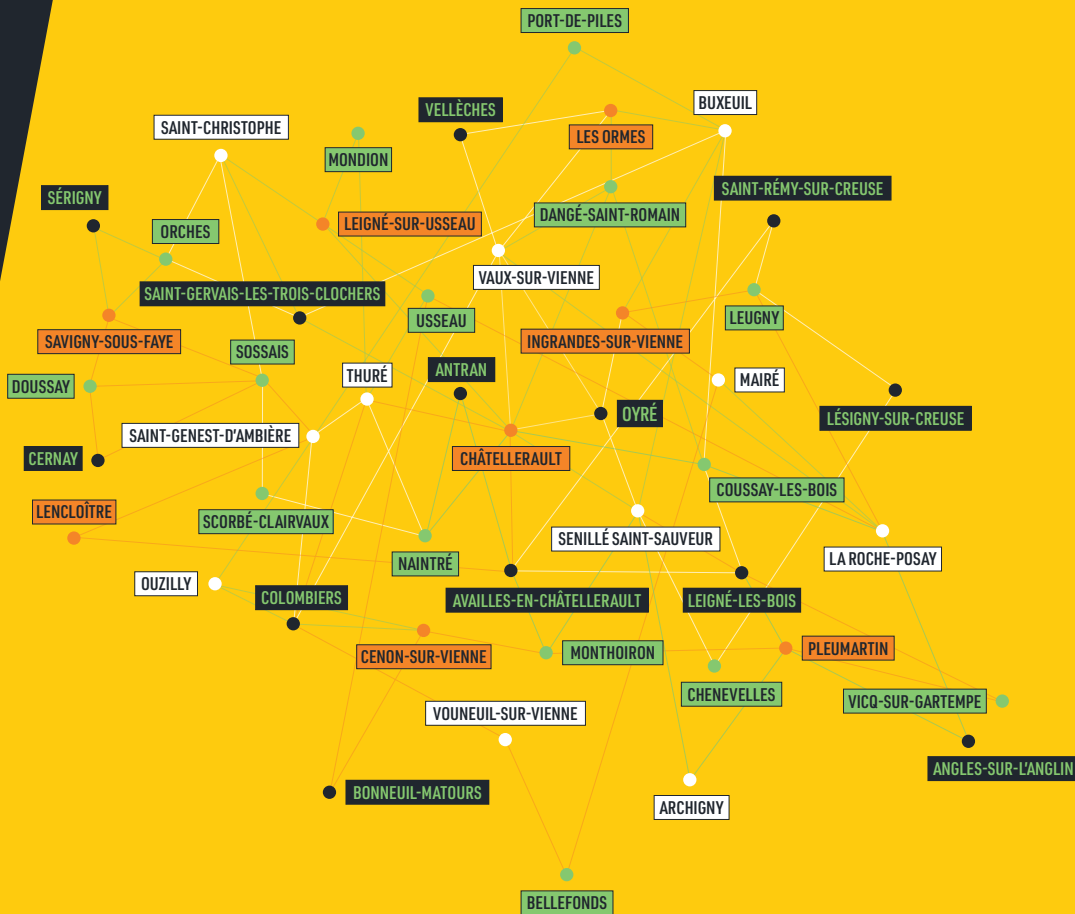 PORT-DE-PILES
BUXEUIL
VELLÈCHES
SAINT-CHRISTOPHE
LES ORMES
MONDION
SAINT-RÉMY-SUR-CREUSE
SÉRIGNY
DANGÉ-SAINT-ROMAIN
LEIGNÉ-SUR-USSEAU
ORCHES
VAUX-SUR-VIENNE
SAINT-GERVAIS-LES-TROIS-CLOCHERS
LEUGNY
USSEAU
SAVIGNY-SOUS-FAYE
INGRANDES-SUR-VIENNE
SOSSAIS
ANTRAN
THURÉ
MAIRÉ
DOUSSAY
OYRÉ
LÉSIGNY-SUR-CREUSE
SAINT-GENEST-D'AMBIÈRE
CERNAY
CHÂTELLERAULT
COUSSAY-LES-BOIS
LENCLOÎTRE
SCORBÉ-CLAIRVAUX
SENILLÉ SAINT-SAUVEUR
LA ROCHE-POSAY
NAINTRÉ
OUZILLY
COLOMBIERS
AVAILLES-EN-CHÂTELLERAULT
LEIGNÉ-LES-BOIS
PLEUMARTIN
MONTHOIRON
CENON-SUR-VIENNE
CHENEVELLES
VICQ-SUR-GARTEMPE
VOUNEUIL-SUR-VIENNE
ANGLES-SUR-L'ANGLIN
BONNEUIL-MATOURS
ARCHIGNY
BELLEFONDS